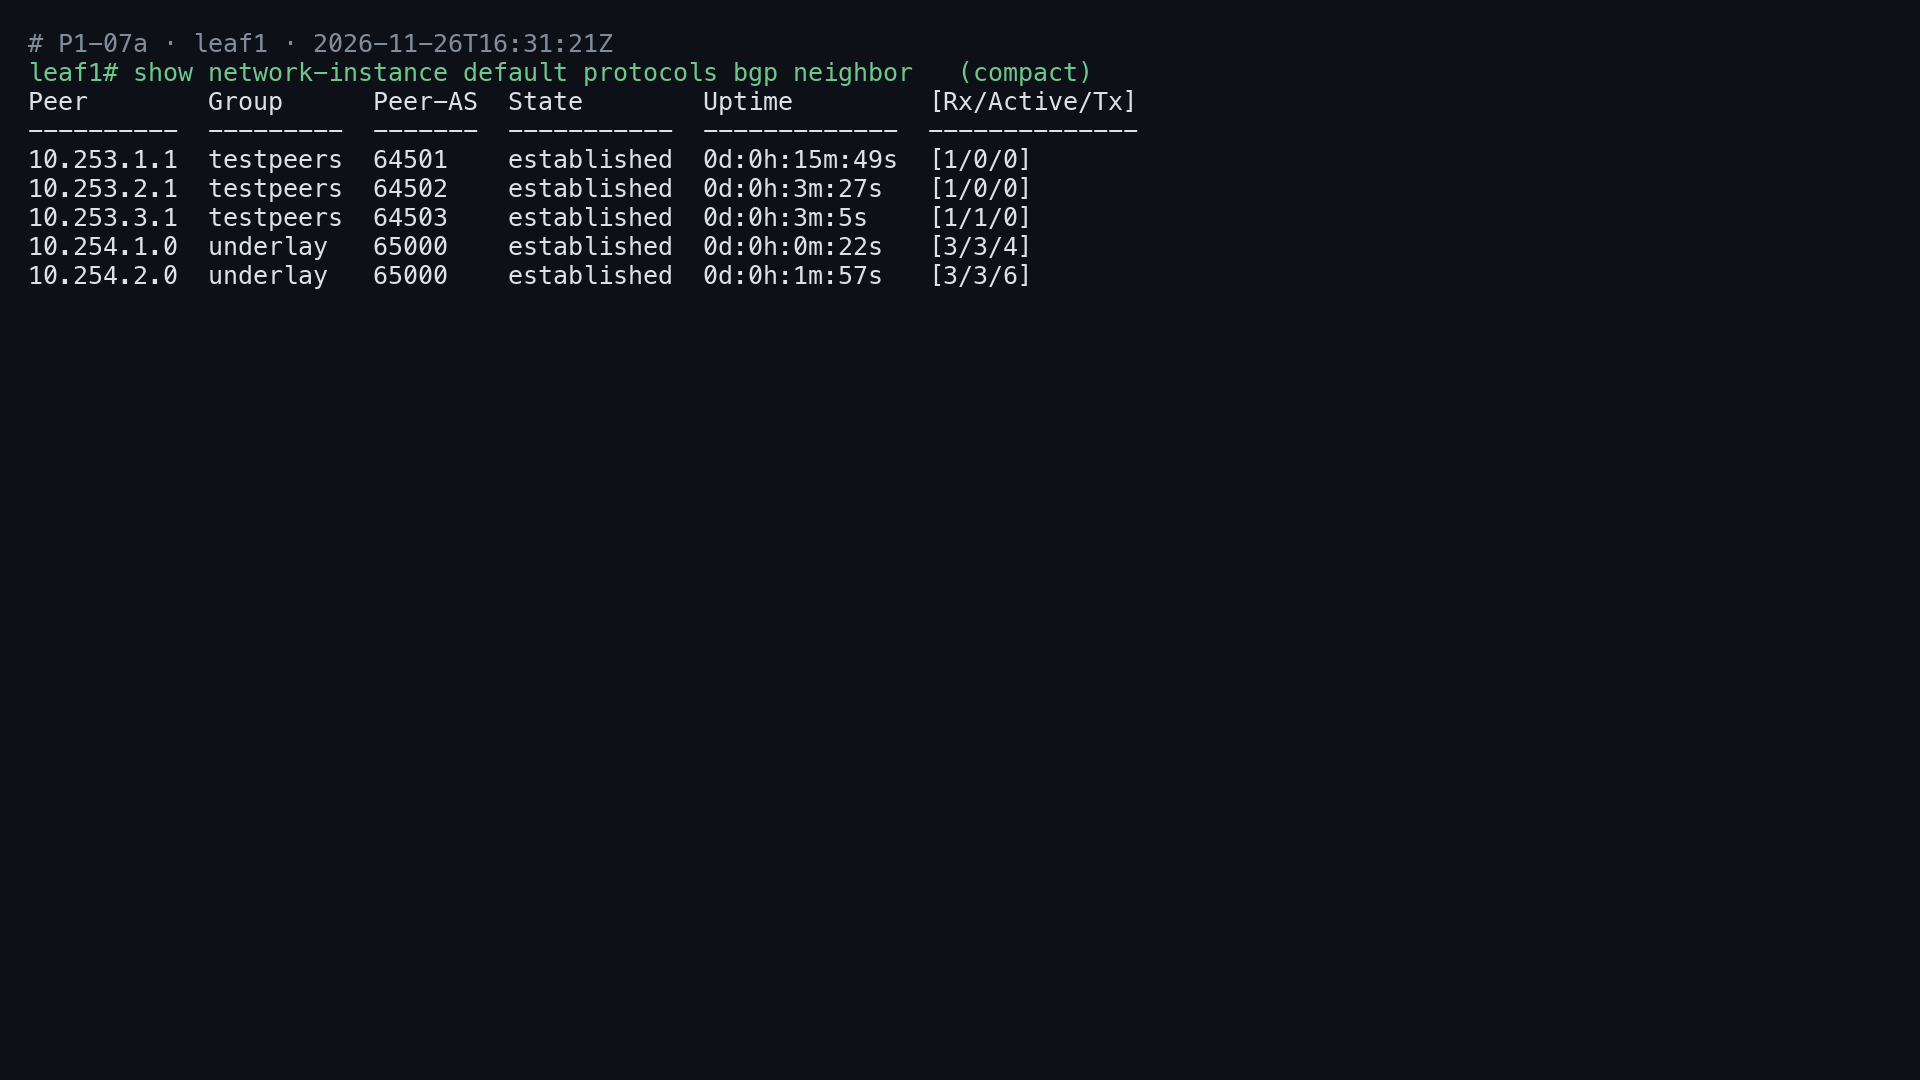 # P1-07a · leaf1 · 2026-11-26T16:31:21Z
leaf1# show network-instance default protocols bgp neighbor   (compact)
Peer        Group      Peer-AS  State        Uptime         [Rx/Active/Tx]
----------  ---------  -------  -----------  -------------  --------------
10.253.1.1  testpeers  64501    established  0d:0h:15m:49s  [1/0/0]
10.253.2.1  testpeers  64502    established  0d:0h:3m:27s   [1/0/0]
10.253.3.1  testpeers  64503    established  0d:0h:3m:5s    [1/1/0]
10.254.1.0  underlay   65000    established  0d:0h:0m:22s   [3/3/4]
10.254.2.0  underlay   65000    established  0d:0h:1m:57s   [3/3/6]